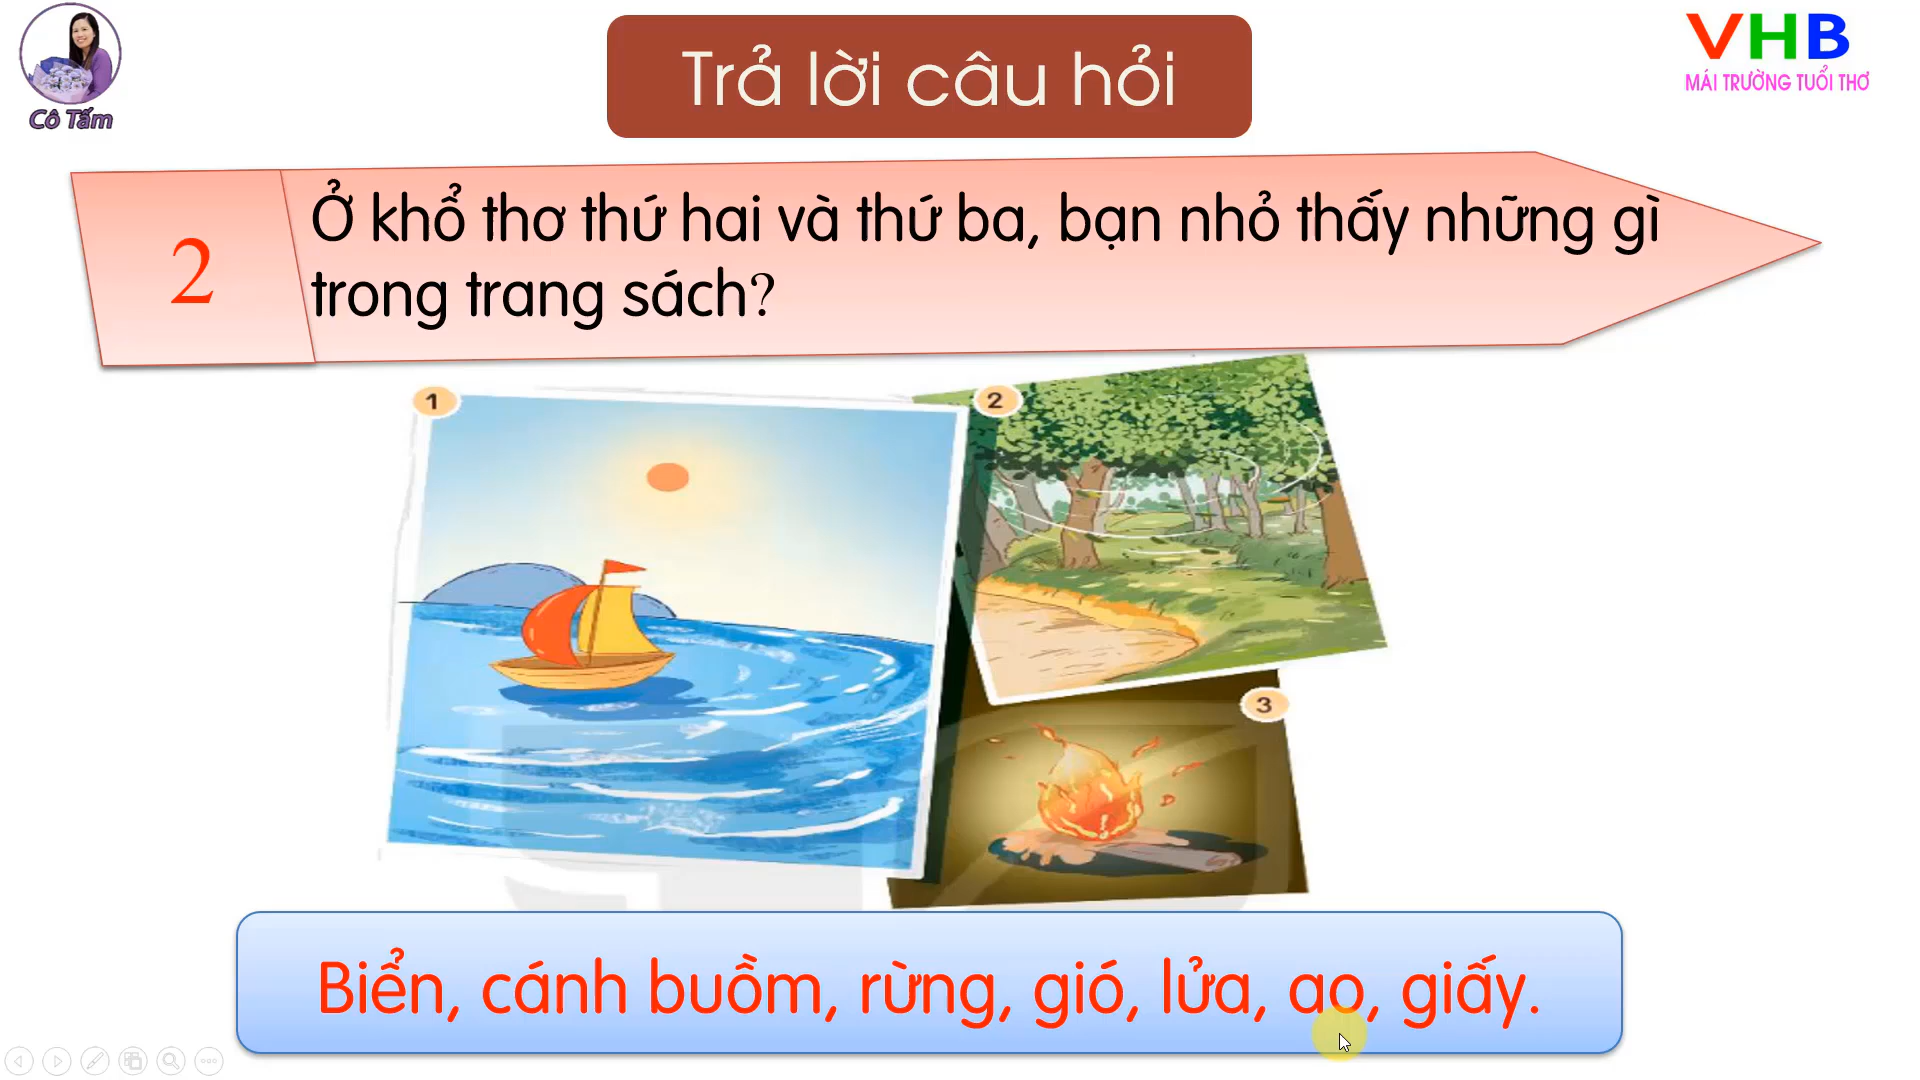 Cô Tấm
Trả lời câu hỏi
VHB
MÁI TRƯỜNG TUỔI THƠ
2
Ở khổ thơ thứ hai và thứ ba, bạn nhỏ thấy những gì
trong trang sách?
1
2
3
Biển, cánh buồm, rừng, gió, lửa, ao, giấy.